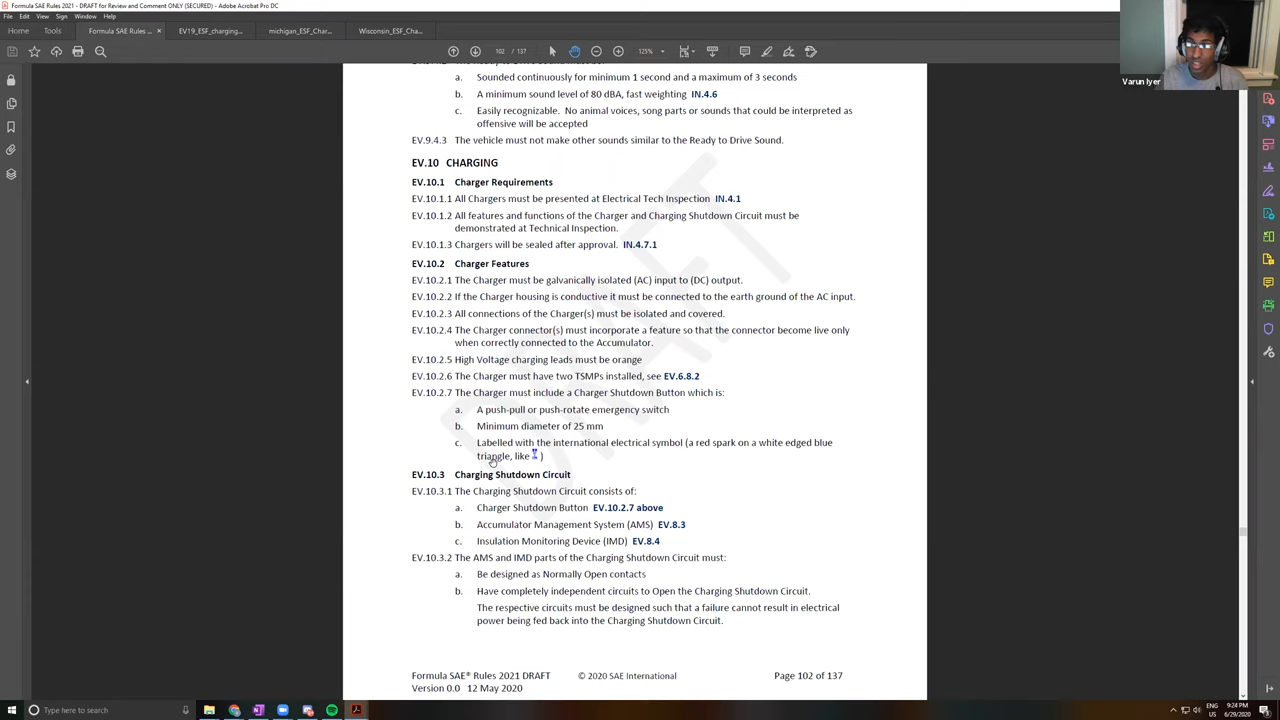 Formula SAE Rules 2021 - DRAFT for Review and Comment ONLY (SECURED) - Adobe Acrobat Pro DC
File Edit View Sign Window Help
Home Tools Formula SAE Rules ... × EV19_ESF_charging... michigan_ESF_Char... Wisconsin_ESF_Cha...
102 / 137 125%
Varun Iyer
a. Sounded continuously for minimum 1 second and a maximum of 3 seconds
b. A minimum sound level of 80 dBA, fast weighting IN.4.6
c. Easily recognizable. No animal voices, song parts or sounds that could be interpreted as
offensive will be accepted
EV.9.4.3 The vehicle must not make other sounds similar to the Ready to Drive Sound.
EV.10 CHARGING
EV.10.1 Charger Requirements
EV.10.1.1 All Chargers must be presented at Electrical Tech Inspection IN.4.1
EV.10.1.2 All features and functions of the Charger and Charging Shutdown Circuit must be
demonstrated at Technical Inspection.
EV.10.1.3 Chargers will be sealed after approval. IN.4.7.1
EV.10.2 Charger Features
EV.10.2.1 The Charger must be galvanically isolated (AC) input to (DC) output.
EV.10.2.2 If the Charger housing is conductive it must be connected to the earth ground of the AC input.
EV.10.2.3 All connections of the Charger(s) must be isolated and covered.
EV.10.2.4 The Charger connector(s) must incorporate a feature so that the connector become live only
when correctly connected to the Accumulator.
EV.10.2.5 High Voltage charging leads must be orange
EV.10.2.6 The Charger must have two TSMPs installed, see EV.6.8.2
EV.10.2.7 The Charger must include a Charger Shutdown Button which is:
a. A push-pull or push-rotate emergency switch
b. Minimum diameter of 25 mm
c. Labelled with the international electrical symbol (a red spark on a white edged blue
triangle, like )
EV.10.3 Charging Shutdown Circuit
EV.10.3.1 The Charging Shutdown Circuit consists of:
a. Charger Shutdown Button EV.10.2.7 above
b. Accumulator Management System (AMS) EV.8.3
c. Insulation Monitoring Device (IMD) EV.8.4
EV.10.3.2 The AMS and IMD parts of the Charging Shutdown Circuit must:
a. Be designed as Normally Open contacts
b. Have completely independent circuits to Open the Charging Shutdown Circuit.
The respective circuits must be designed such that a failure cannot result in electrical
power being fed back into the Charging Shutdown Circuit.
DRAFT
Formula SAE® Rules 2021 DRAFT © 2020 SAE International Page 102 of 137
Version 0.0 12 May 2020
Type here to search
ENG 9:24 PM
US 6/29/2020